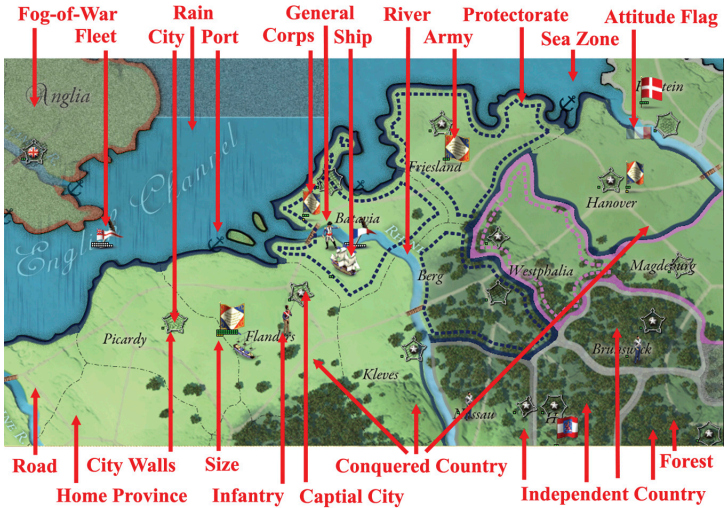 Fog-of-War
Fleet
Rain
City
Port
General
Corps
Ship
River
Army
Protectorate
Sea Zone
Attitude Flag
Anglia
English Channel
Friesland
Batavia
Hanover
Berg
Westphalia
Magdeburg
Picardy
Flanders
Kleves
Brunswick
Road
Home Province
City Walls
Size
Infantry
Captial City
Conquered Country
Independent Country
Forest